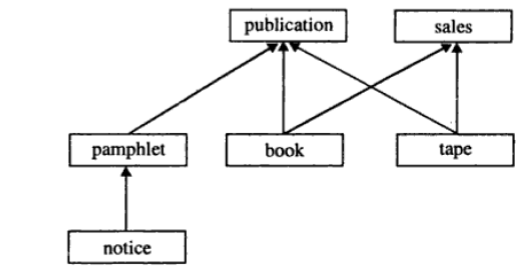 publication
sales
pamphlet
book
tape
notice